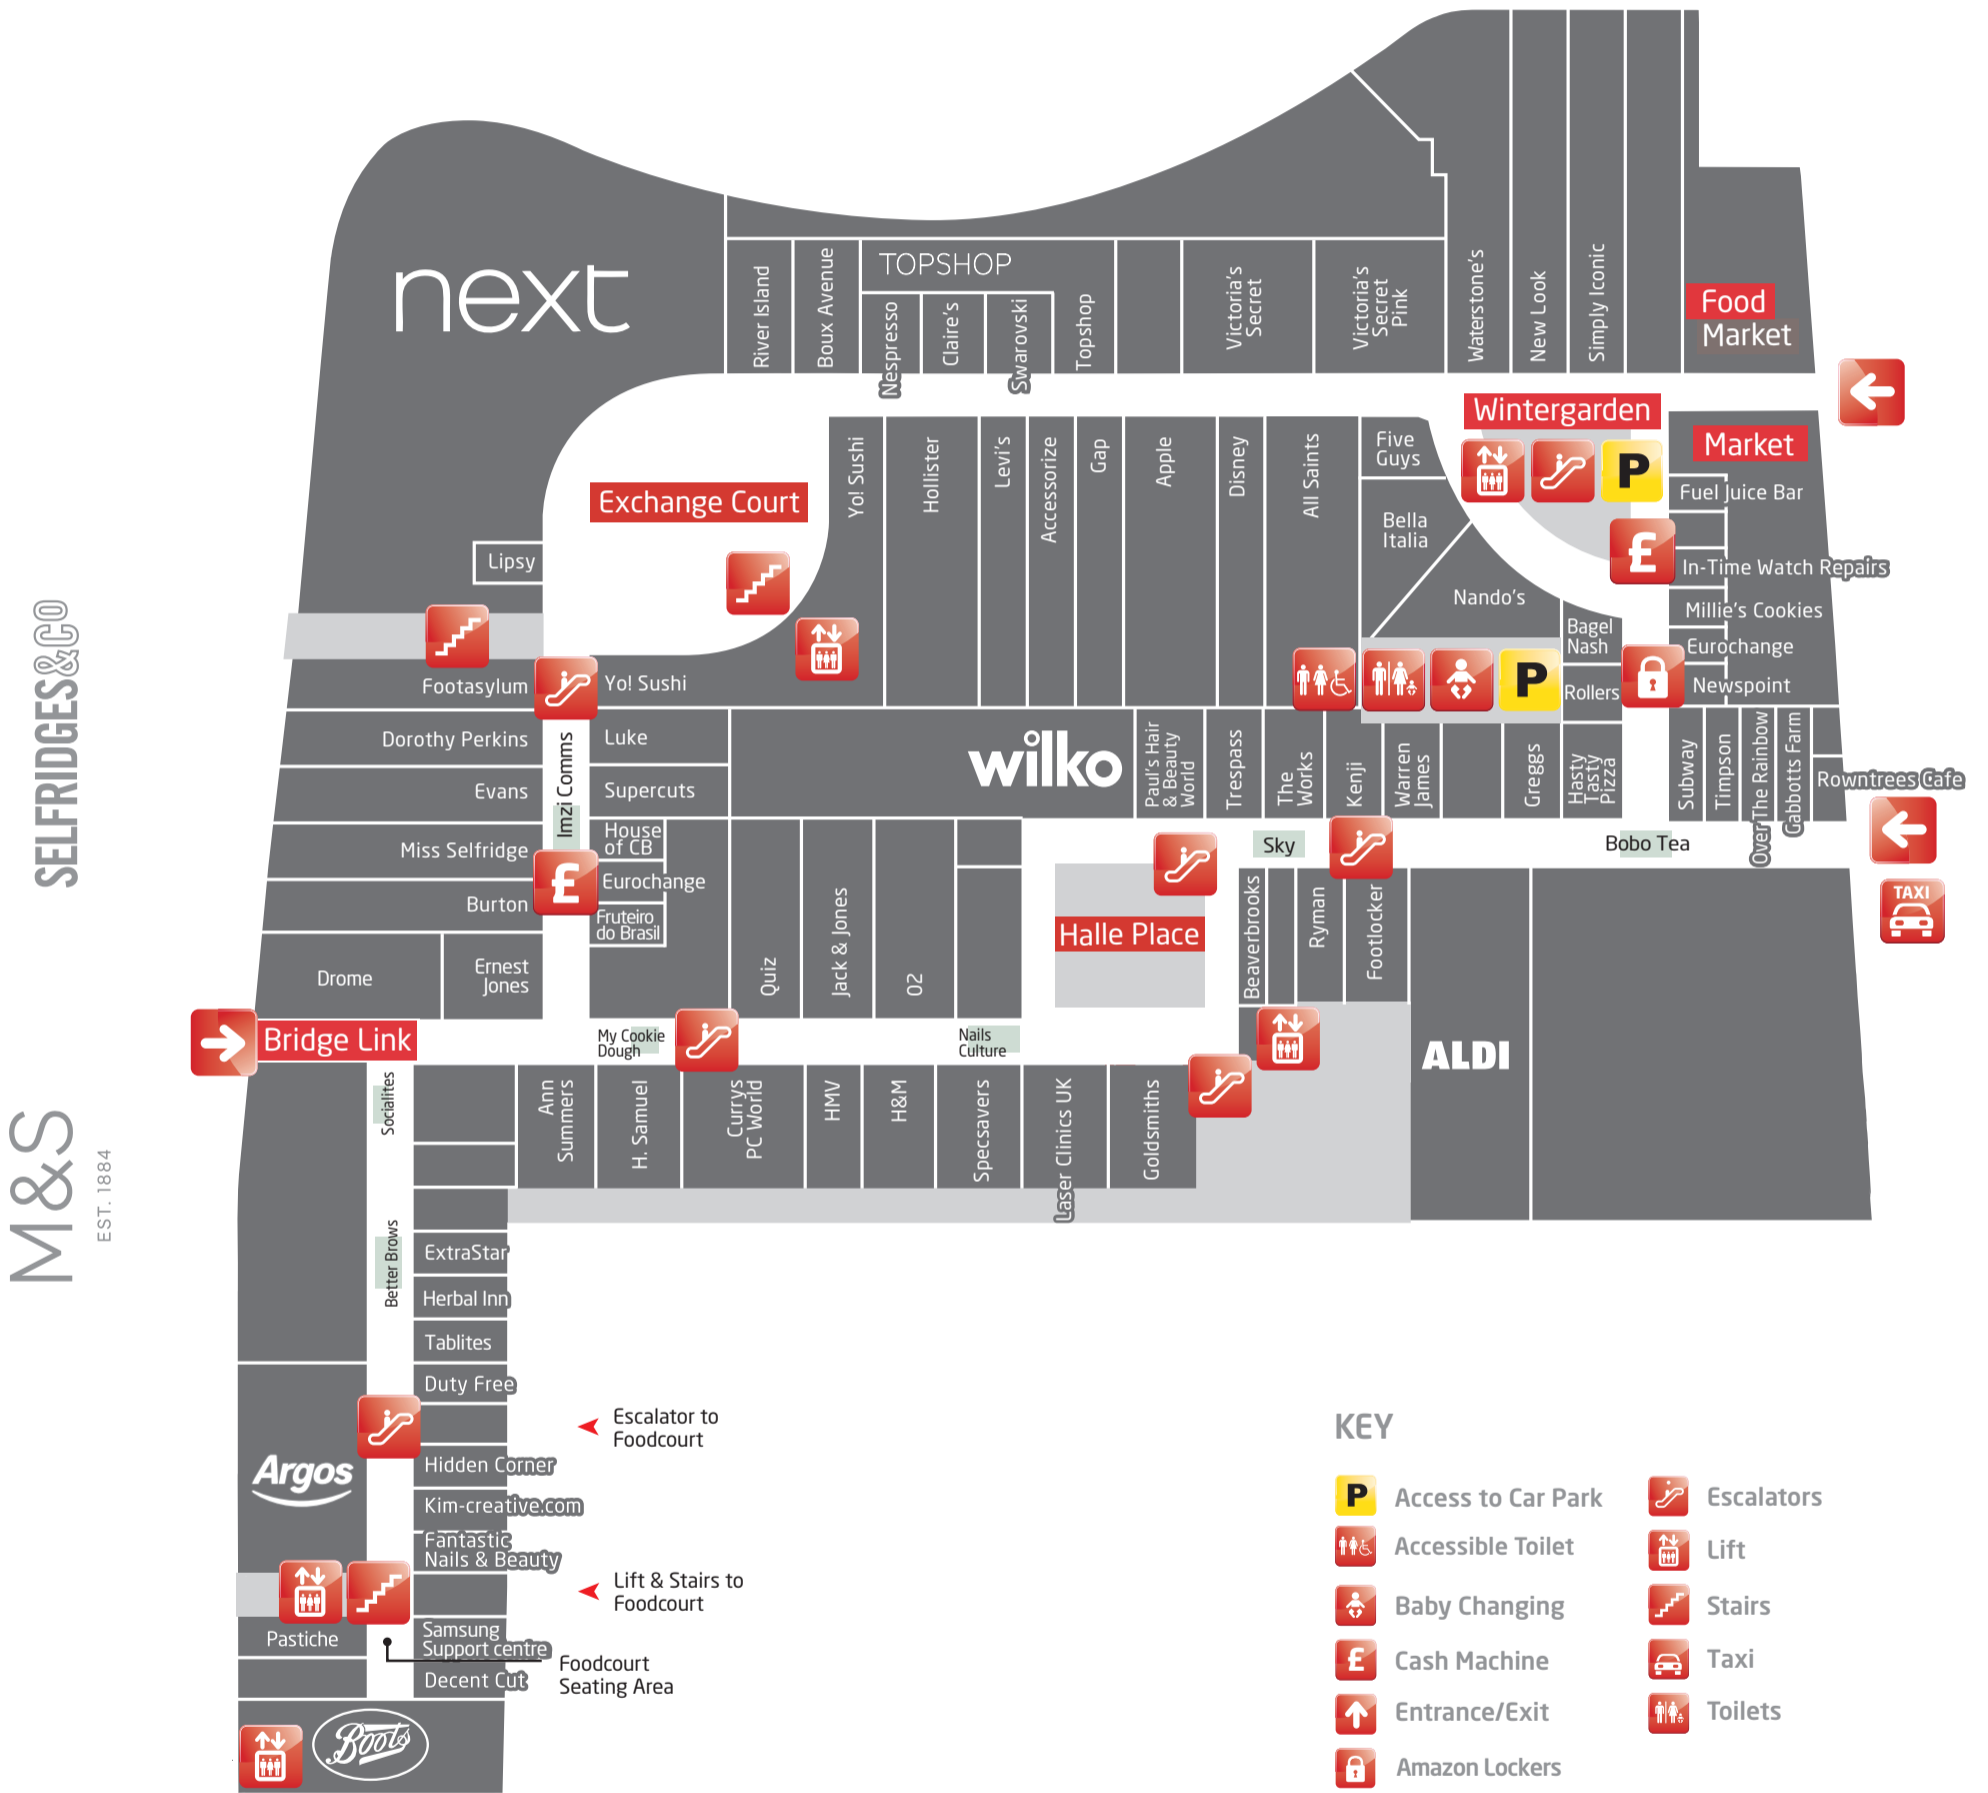 next
River Island
Boux Avenue
TOPSHOP
Nespresso
Claire's
Swarovski
Topshop
Victoria's
Secret
Victoria's
Secret
Pink
Waterstone's
New Look
Simply Iconic
Food
Market
Wintergarden
Market
Exchange Court
Yo! Sushi
Hollister
Levi's
Accessorize
Gap
Apple
Disney
All Saints
Five
Guys
Bella
Italia
Nando's
P
£
Fuel Juice Bar
In-Time Watch Repairs
Millie's Cookies
Eurochange
Newspoint
Bagel
Nash
Rollers
P
Lipsy
SELFRIDGES&CO
Footasylum
Yo! Sushi
Dorothy Perkins
Imzi Comms
Luke
Evans
Supercuts
wilko
Paul's Hair
& Beauty
World
Trespass
The
Works
Kenji
Warren
James
Greggs
Hasty
Tasty
Pizza
Subway
Timpson
Over The Rainbow
Gabbotts Farm
Rowntrees Cafe
Miss Selfridge
House
of CB
Sky
Bobo Tea
£
Eurochange
Burton
Fruteiro
do Brasil
TAXI
Drome
Ernest
Jones
Quiz
Jack & Jones
02
Halle Place
Beaverbrooks
Ryman
Footlocker
ALDI
Bridge Link
My Cookie
Dough
Nails
Culture
Socialites
Ann
Summers
H. Samuel
Currys
PC World
HMV
H&M
Specsavers
Laser Clinics UK
Goldsmiths
M&S
EST. 1884
Better Brows
ExtraStar
Herbal Inn
Tablites
Duty Free
Escalator to
Foodcourt
Argos
Hidden Corner
Kim-creative.com
Fantastic
Nails & Beauty
Lift & Stairs to
Foodcourt
Pastiche
Samsung
Support centre
Foodcourt
Seating Area
Decent Cut
Boots
KEY
P
Access to Car Park
Escalators
Accessible Toilet
Lift
Baby Changing
Stairs
£
Cash Machine
Taxi
Entrance/Exit
Toilets
Amazon Lockers